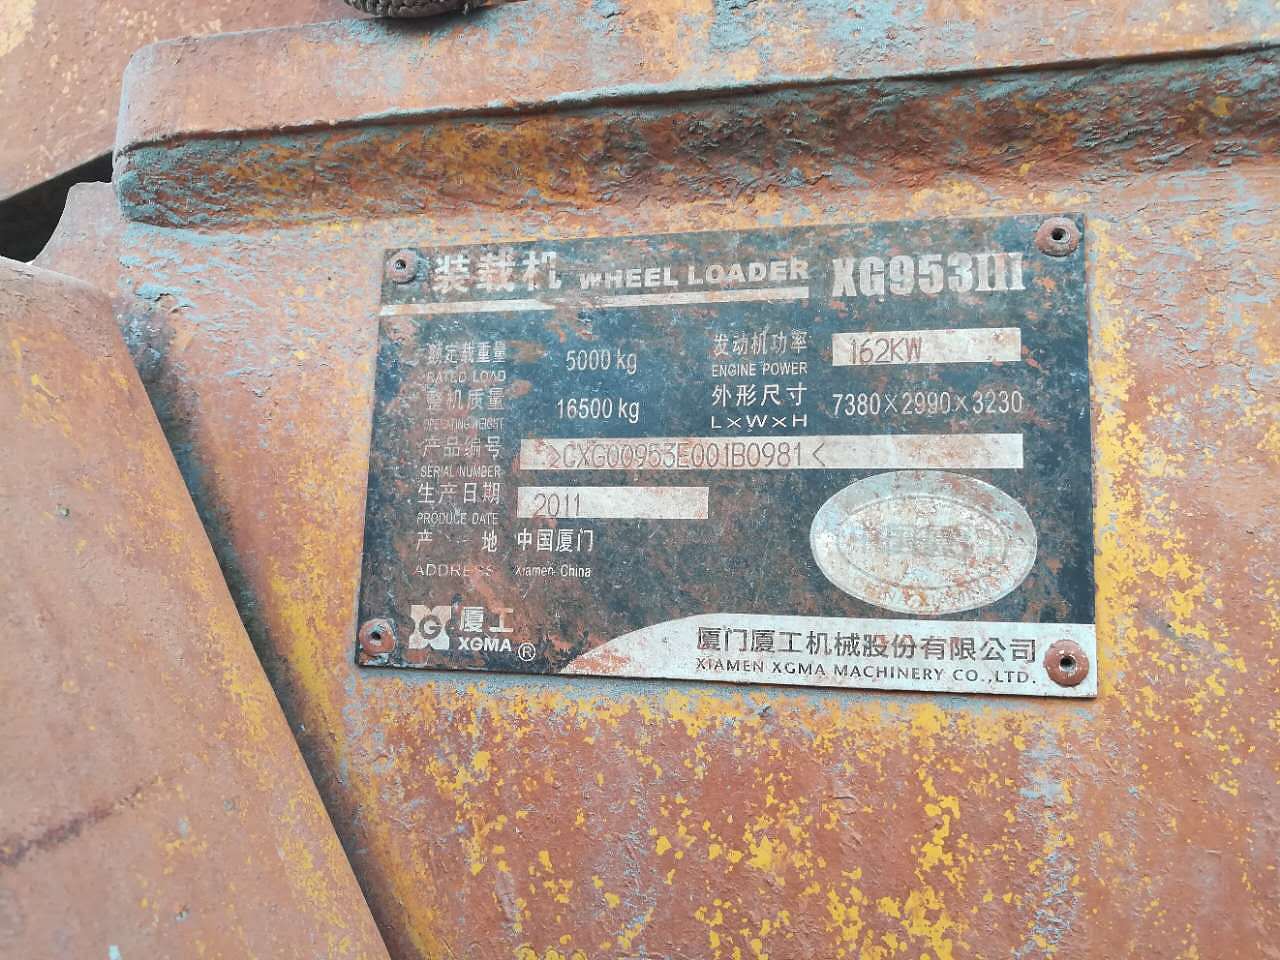 装载机 WHEEL LOADER XG953III
额定载重量 5000 kg 发动机功率 162KW
RATED LOAD ENGINE POWER
整机质量 16500 kg 外形尺寸 7380×2990×3230
OPERATING WEIGHT L×W×H
产品编号 >CXG00953E001B0981<
SERIAL NUMBER
生产日期 2011
PRODUCE DATE
产 地 中国厦门
ADDRESS Xiamen China
厦工
XGMA ®
厦门厦工机械股份有限公司
XIAMEN XGMA MACHINERY CO.,LTD.